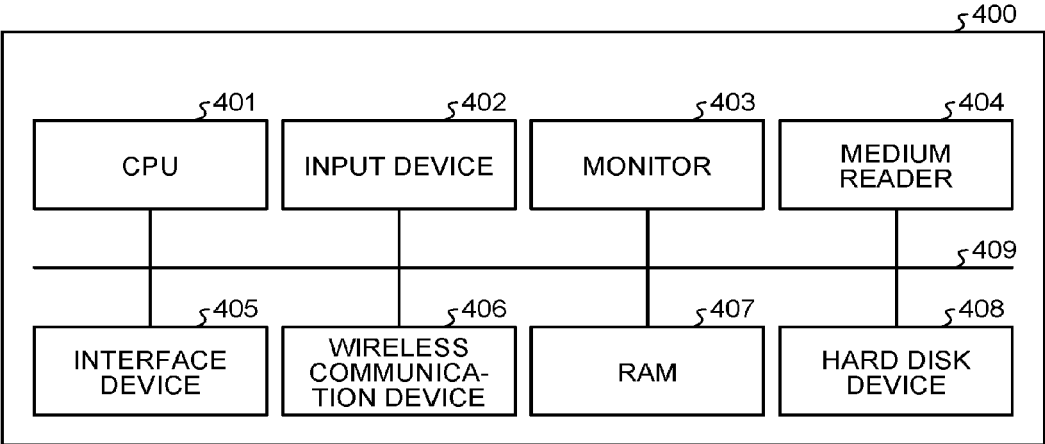 400
401
402
403
404
CPU
INPUT DEVICE
MONITOR
MEDIUM
READER
409
405
406
407
408
INTERFACE
DEVICE
WIRELESS
COMMUNICA-
TION DEVICE
RAM
HARD DISK
DEVICE